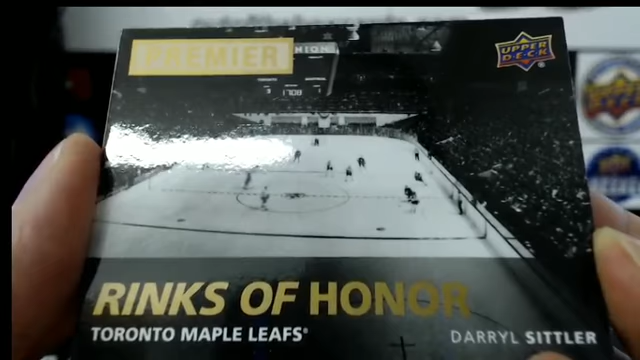 PREMIER
UPPER
DECK
RINKS OF HONOR
TORONTO MAPLE LEAFS®
DARRYL SITTLER